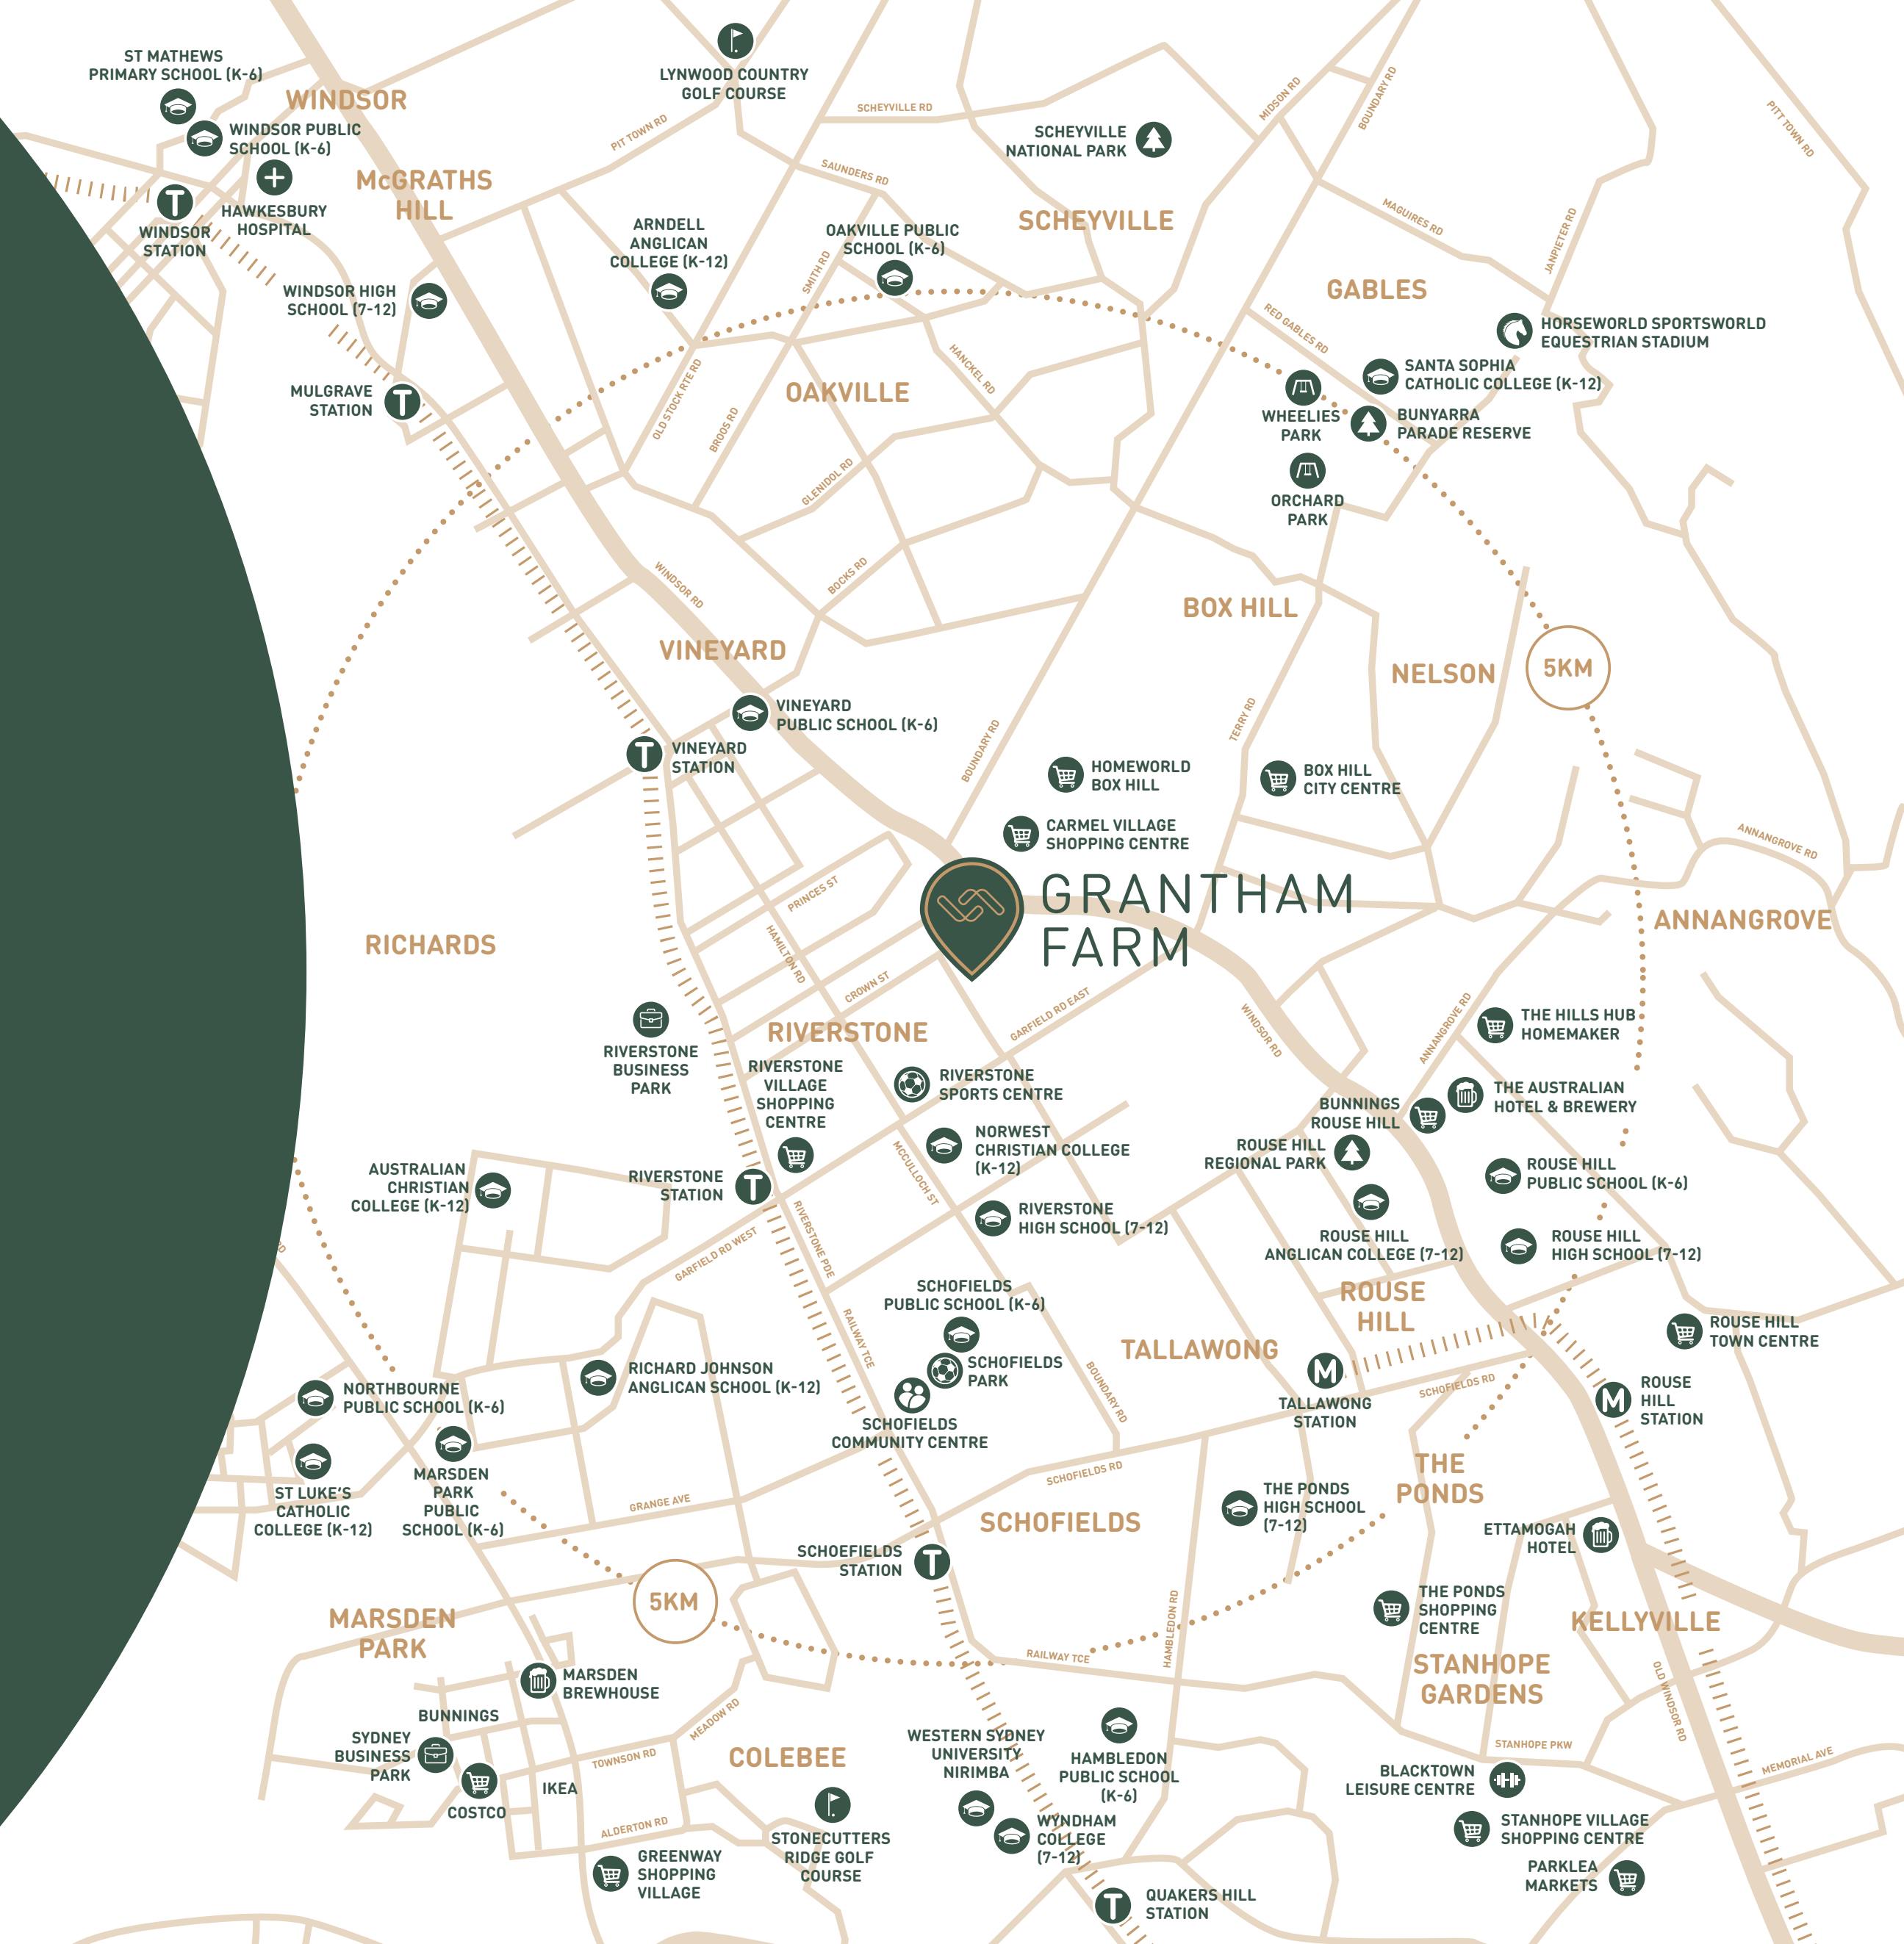 ST MATHEWS
PRIMARY SCHOOL (K-6)
WINDSOR
WINDSOR PUBLIC
SCHOOL (K-6)
HAWKESBURY
HOSPITAL
T
WINDSOR
STATION
McGRATHS
HILL
LYNWOOD COUNTRY
GOLF COURSE
PIT TOWN RD
SCHEYVILLE RD
SAUNDERS RD
SCHEYVILLE
NATIONAL PARK
MIDSON RD
BOUNDARY RD
PITT TOWN RD
ARNDELL
ANGLICAN
COLLEGE (K-12)
OAKVILLE PUBLIC
SCHOOL (K-6)
SCHEYVILLE
MAGUIRES RD
JANPIETER RD
SMITH RD
WINDSOR HIGH
SCHOOL (7-12)
GABLES
RED GABLES RD
HORSEWORLD SPORTSWORLD
EQUESTRIAN STADIUM
SANTA SOPHIA
CATHOLIC COLLEGE (K-12)
MULGRAVE
STATION
T
OLD STOCK RTE RD
BROOS RD
OAKVILLE
HANCKEL RD
WHEELIES
PARK
BUNYARRA
PARADE RESERVE
GLENIDOL RD
ORCHARD
PARK
WINDSOR RD
BOCKS RD
BOX HILL
VINEYARD
NELSON
5KM
VINEYARD
PUBLIC SCHOOL (K-6)
T
VINEYARD
STATION
BOUNDARY RD
TERRY RD
HOMEWORLD
BOX HILL
BOX HILL
CITY CENTRE
CARMEL VILLAGE
SHOPPING CENTRE
ANNANGROVE RD
PRINCES ST
GRANTHAM
FARM
ANNANGROVE
RICHARDS
HAMILTON RD
CROWN ST
GARFIELD RD EAST
WINDSOR RD
ANNANGROVE RD
THE HILLS HUB
HOMEMAKER
RIVERSTONE
RIVERSTONE
BUSINESS
PARK
RIVERSTONE
VILLAGE
SHOPPING
CENTRE
RIVERSTONE
SPORTS CENTRE
THE AUSTRALIAN
HOTEL & BREWERY
BUNNINGS
ROUSE HILL
NORWEST
CHRISTIAN COLLEGE
(K-12)
ROUSE HILL
REGIONAL PARK
MCCULLOCH ST
AUSTRALIAN
CHRISTIAN
COLLEGE (K-12)
RIVERSTONE
STATION
T
ROUSE HILL
PUBLIC SCHOOL (K-6)
RIVERSTONE
HIGH SCHOOL (7-12)
RIVERSTONE PDE
GARFIELD RD WEST
ROUSE HILL
ANGLICAN COLLEGE (7-12)
ROUSE HILL
HIGH SCHOOL (7-12)
SCHOFIELDS
PUBLIC SCHOOL (K-6)
ROUSE
HILL
RAILWAY TCE
TALLAWONG
ROUSE HILL
TOWN CENTRE
SCHOFIELDS
PARK
RICHARD JOHNSON
ANGLICAN SCHOOL (K-12)
NORTHBOURNE
PUBLIC SCHOOL (K-6)
BOUNDARY RD
M
TALLAWONG
STATION
SCHOFIELDS RD
M
ROUSE
HILL
STATION
SCHOFIELDS
COMMUNITY CENTRE
THE
PONDS
SCHOFIELDS RD
MARSDEN
PARK
PUBLIC
SCHOOL (K-6)
ST LUKE'S
CATHOLIC
COLLEGE (K-12)
GRANGE AVE
SCHOFIELDS
THE PONDS
HIGH SCHOOL
(7-12)
ETTAMOGAH
HOTEL
SCHOEFIELDS
STATION
T
5KM
THE PONDS
SHOPPING
CENTRE
KELLYVILLE
MARSDEN
PARK
HAMBLEDON RD
RAILWAY TCE
STANHOPE
GARDENS
OLD WINDSOR RD
MARSDEN
BREWHOUSE
BUNNINGS
MEADOW RD
SYDNEY
BUSINESS
PARK
TOWNSON RD
COLEBEE
WESTERN SYDNEY
UNIVERSITY
NIRIMBA
HAMBLEDON
PUBLIC SCHOOL
(K-6)
STANHOPE PKW
MEMORIAL AVE
BLACKTOWN
LEISURE CENTRE
COSTCO
IKEA
ALDERTON RD
STONECUTTERS
RIDGE GOLF
COURSE
WYNDHAM
COLLEGE
(7-12)
STANHOPE VILLAGE
SHOPPING CENTRE
GREENWAY
SHOPPING
VILLAGE
PARKLEA
MARKETS
T
QUAKERS HILL
STATION